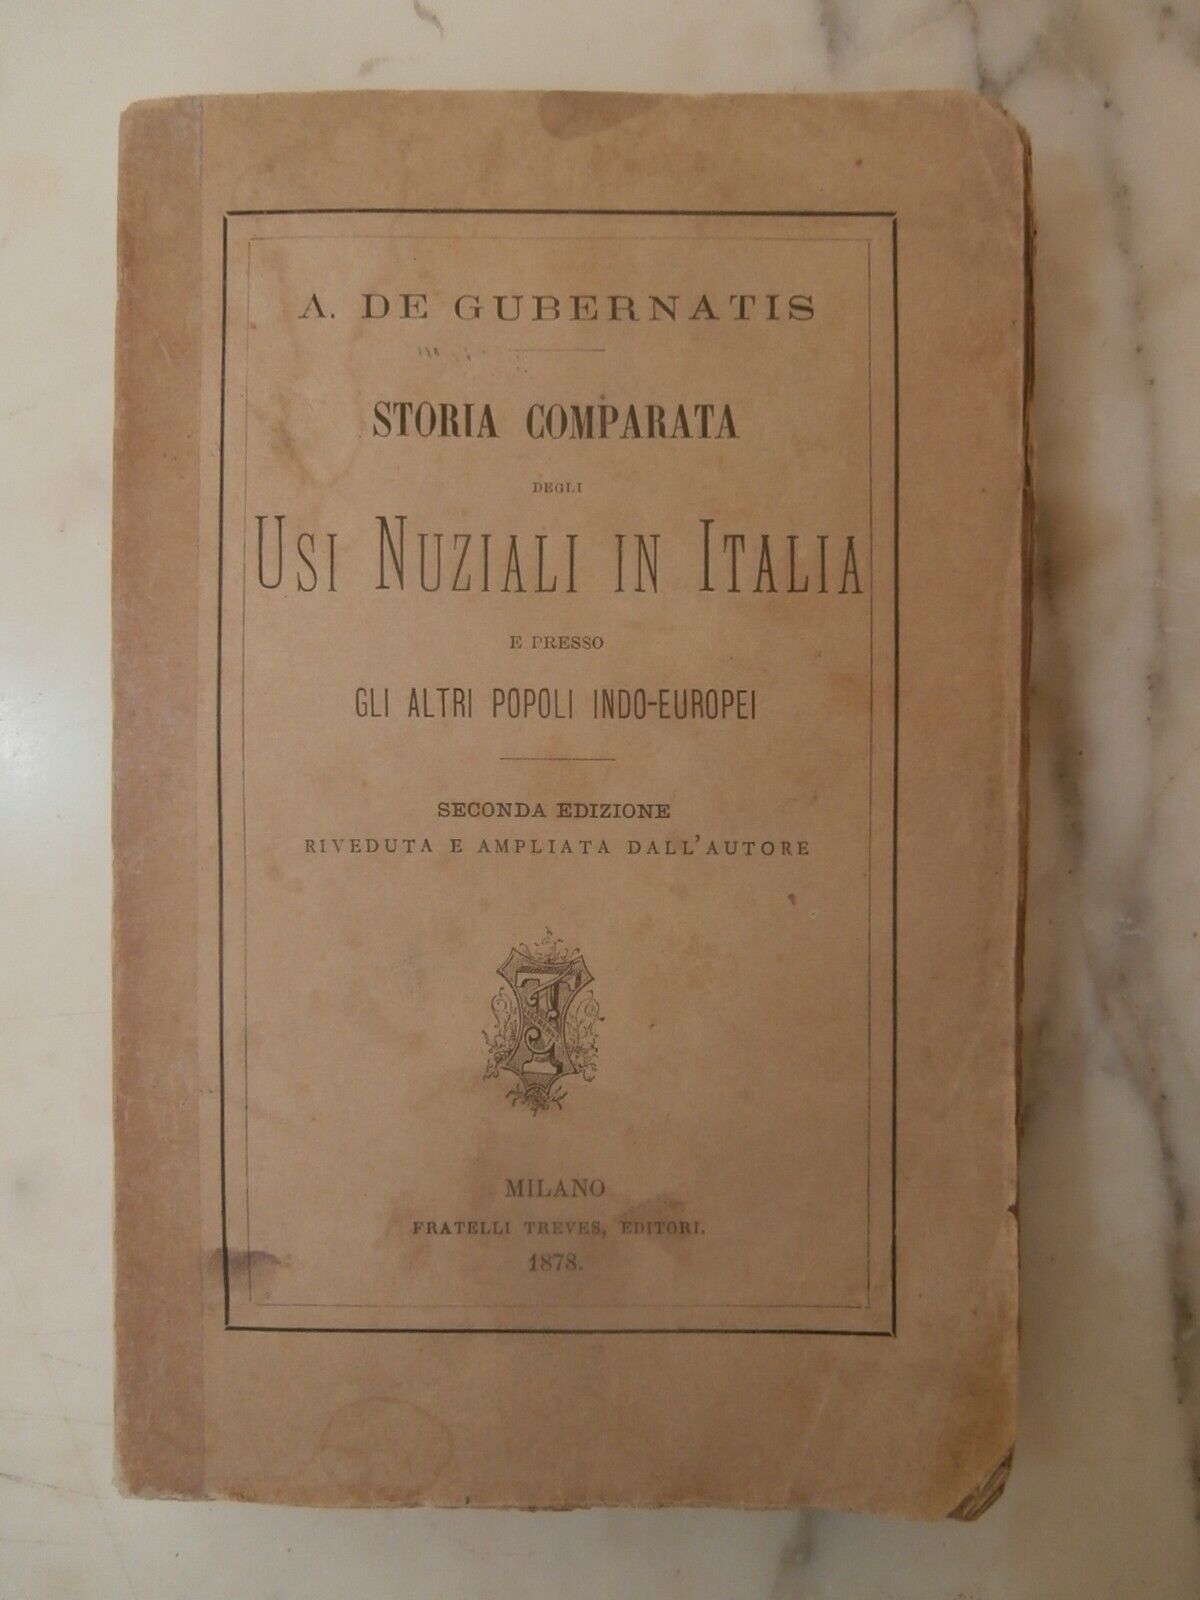 A. DE GUBERNATIS
STORIA COMPARATA
DEGLI
USI NUZIALI IN ITALIA
E PRESSO
GLI ALTRI POPOLI INDO-EUROPEI
SECONDA EDIZIONE
RIVEDUTA E AMPLIATA DALL'AUTORE
MILANO
FRATELLI TREVES, EDITORI.
1878.